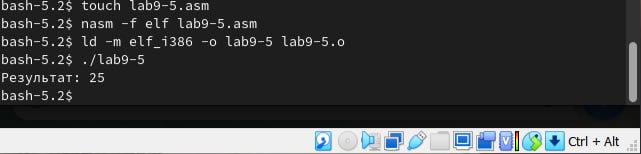 bash-5.2$ touch lab9-5.asm
bash-5.2$ nasm -f elf lab9-5.asm
bash-5.2$ ld -m elf_i386 -o lab9-5 lab9-5.o
bash-5.2$ ./lab9-5
Результат: 25
bash-5.2$
Ctrl + Alt